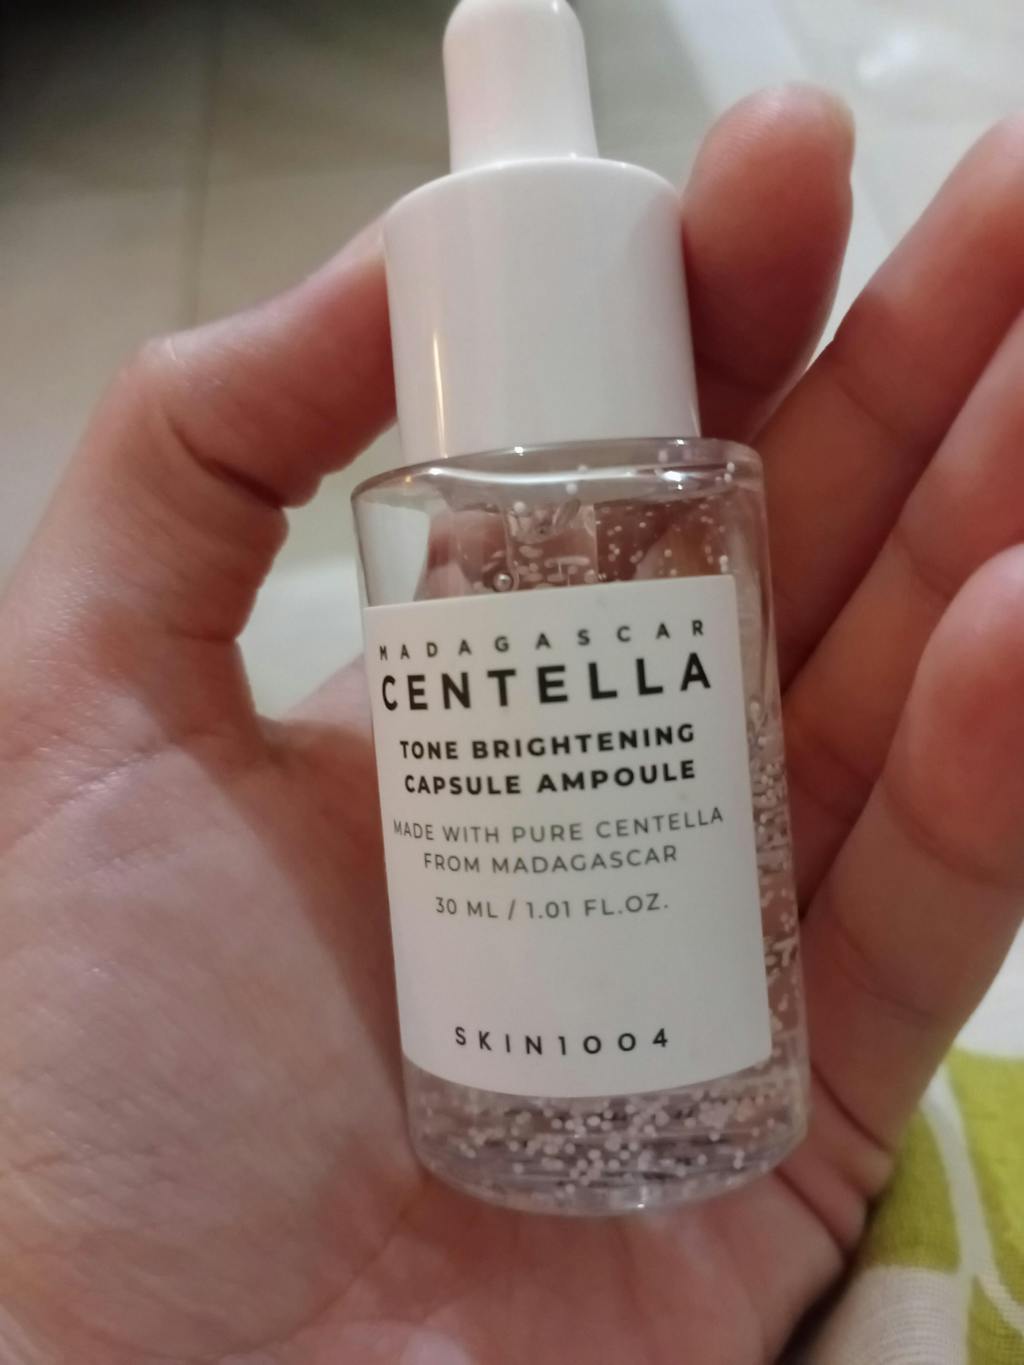 MADAGASCAR
CENTELLA
TONE BRIGHTENING
CAPSULE AMPOULE
MADE WITH PURE CENTELLA
FROM MADAGASCAR
30 ML / 1.01 FL.OZ.
SKIN1004